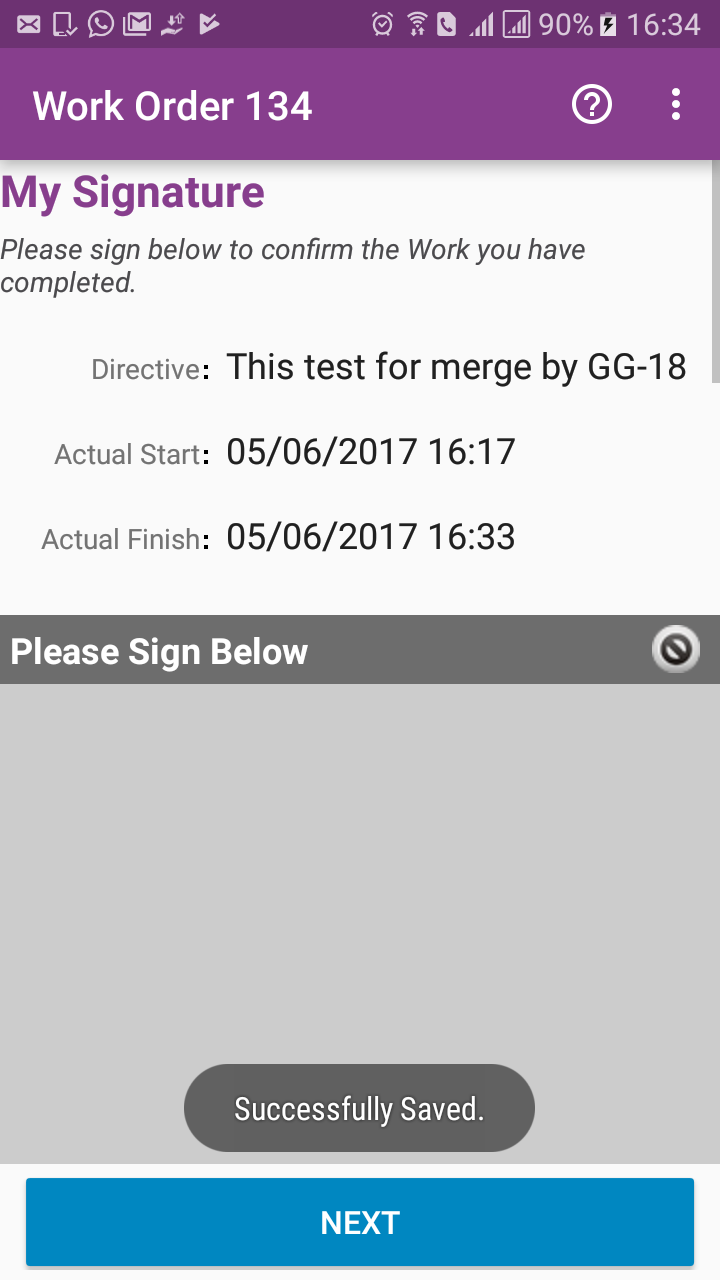 90% 16:34
Work Order 134
My Signature
Please sign below to confirm the Work you have
completed.
Directive: This test for merge by GG-18
Actual Start: 05/06/2017 16:17
Actual Finish: 05/06/2017 16:33
Please Sign Below
Successfully Saved.
NEXT